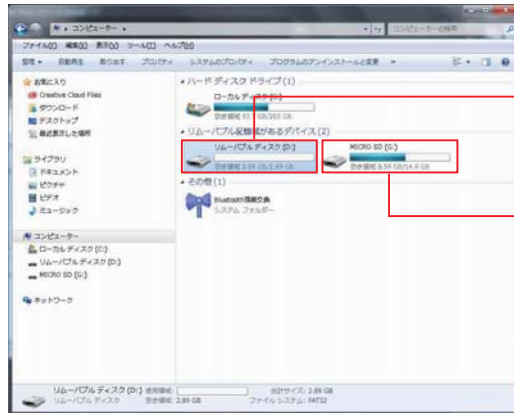 コンピューター
コンピューターの検索
ファイル(F) 編集(E) 表示(V) ツール(T) ヘルプ(H)
整理 自動再生 取り出す プロパティ システムのプロパティ プログラムのアンインストールと変更 »
お気に入り
Creative Cloud Files
ダウンロード
デスクトップ
最近表示した場所
ライブラリ
ドキュメント
ピクチャ
ビデオ
ミュージック
コンピューター
ローカル ディスク (C:)
リムーバブル ディスク (D:)
MICRO SD (G:)
ネットワーク
ハード ディスク ドライブ (1)
ローカル ディスク (C:)
リムーバブル記憶域があるデバイス (2)
リムーバブル ディスク (D:)
MICRO SD (G:)
空き領域 6.59 GB/14.8 GB
その他 (1)
Bluetooth情報交換
システム フォルダー
リムーバブル ディスク (D:) 使用領域: 合計サイズ: 2.89 GB
リムーバブル ディスク 空き領域: 2.89 GB ファイル システム: FAT32